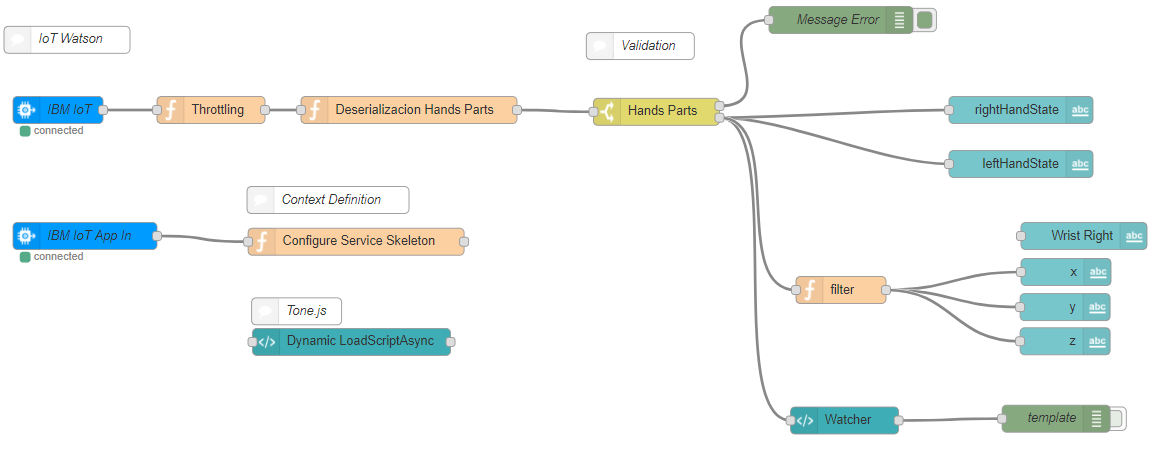 Message Error
IoT Watson
Validation
IBM IoT
connected
Throttling
Deserializacion Hands Parts
Hands Parts
rightHandState
abc
leftHandState
abc
Context Definition
IBM IoT App In
connected
Configure Service Skeleton
Wrist Right
abc
x
abc
filter
y
abc
Tone.js
Dynamic LoadScriptAsync
z
abc
Watcher
template